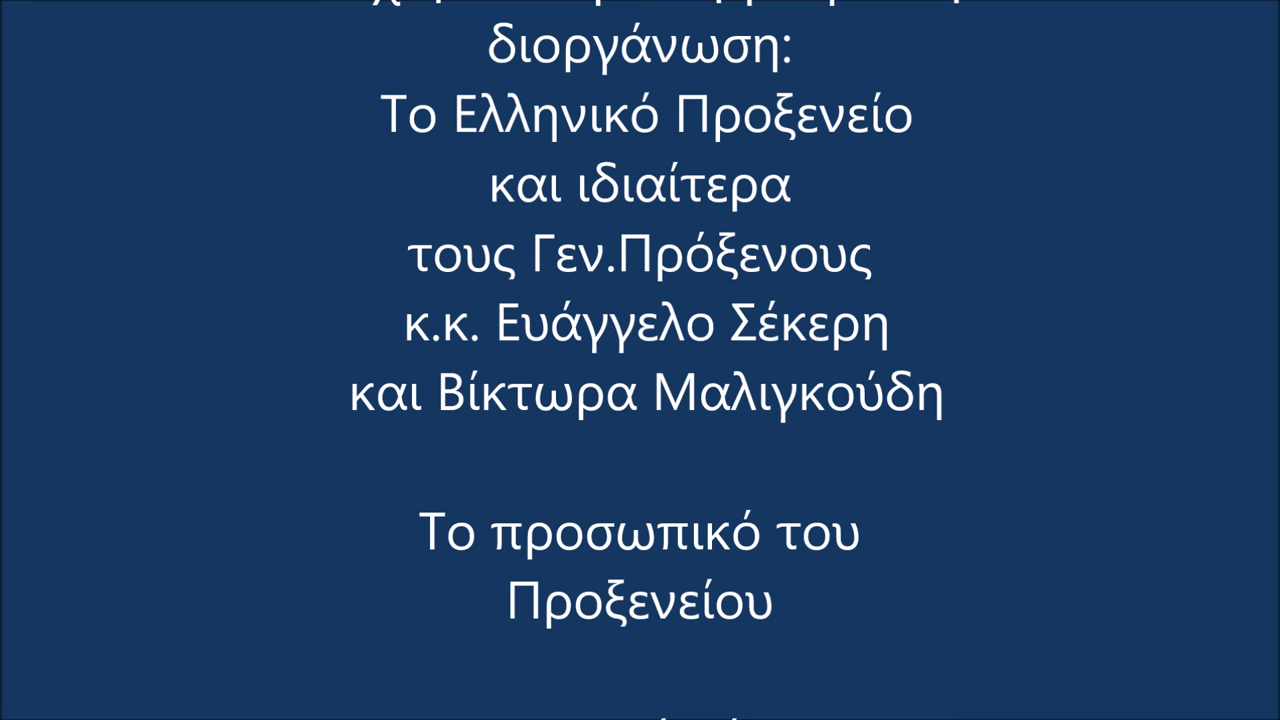 διοργάνωση:
Το Ελληνικό Προξενείο
και ιδιαίτερα
τους Γεν.Πρόξενους
κ.κ. Ευάγγελο Σέκερη
και Βίκτωρα Μαλιγκούδη
Το προσωπικό του
Προξενείου